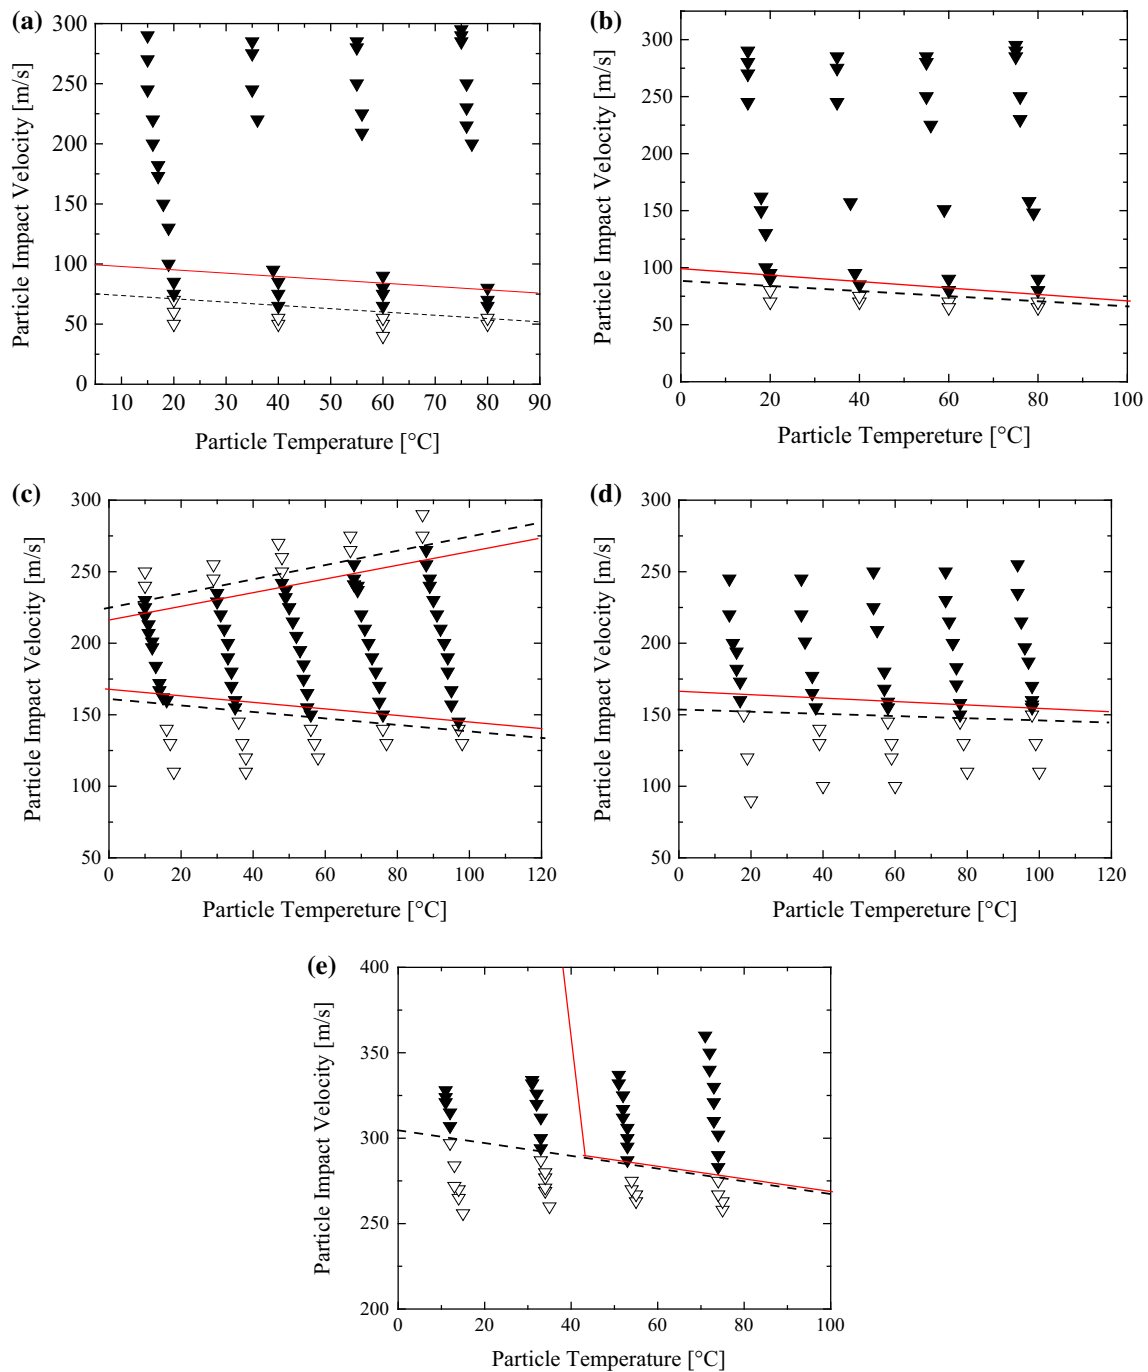 (a)
300
250
200
150
100
50
0
Particle Impact Velocity [m/s]
10 20 30 40 50 60 70 80 90
Particle Temperature [°C]
(b)
300
250
200
150
100
50
0
Particle Impact Velocity [m/s]
0 20 40 60 80 100
Particle Tempereture [°C]
(c)
300
250
200
150
100
50
Particle Impact Velocity [m/s]
0 20 40 60 80 100 120
Particle Tempereture [°C]
(d)
300
250
200
150
100
50
Particle Impact Velocity [m/s]
0 20 40 60 80 100 120
Particle Tempereture [°C]
(e)
400
350
300
250
200
Particle Impact Velocity [m/s]
0 20 40 60 80 100
Particle Temperature [°C]